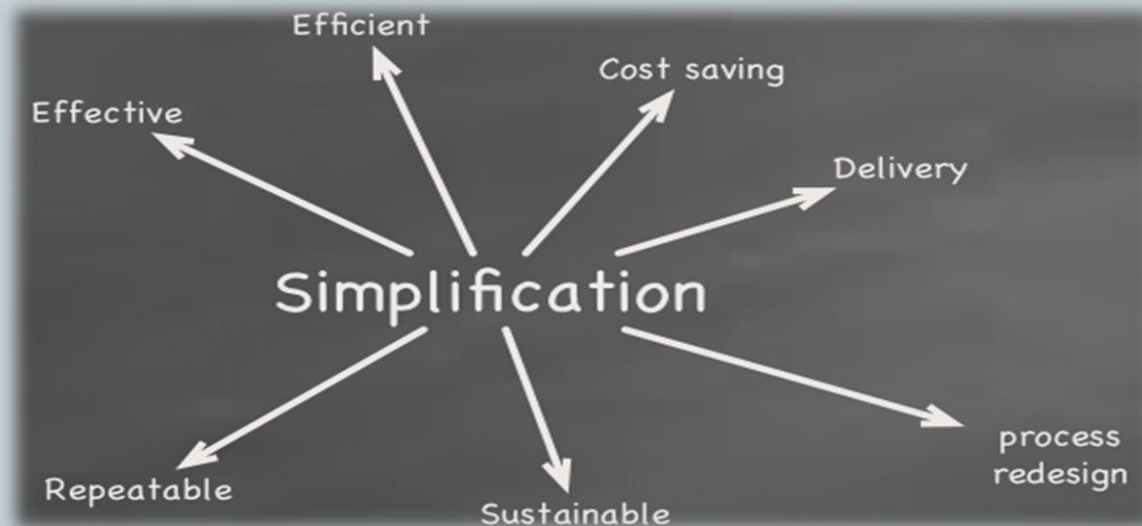 Efficient
Cost saving
Effective
Delivery
Simplification
process
redesign
Repeatable
Sustainable